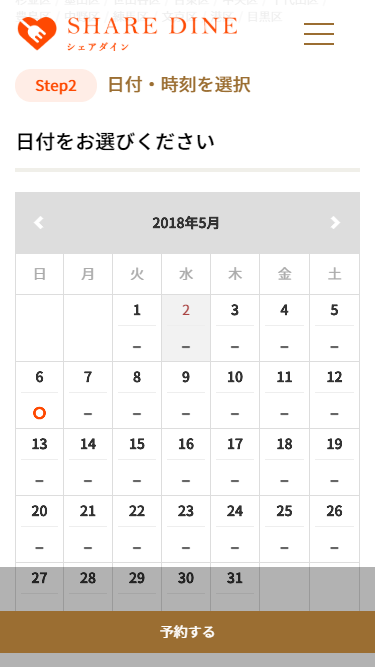 SHARE DINE
シェアダイン
Step2 日付・時刻を選択
日付をお選びください
2018年5月
日 月 火 水 木 金 土
1 2 3 4 5
– – – – –
6 7 8 9 10 11 12
○ – – – – – –
13 14 15 16 17 18 19
– – – – – – –
20 21 22 23 24 25 26
– – – – – – –
27 28 29 30 31
予約する